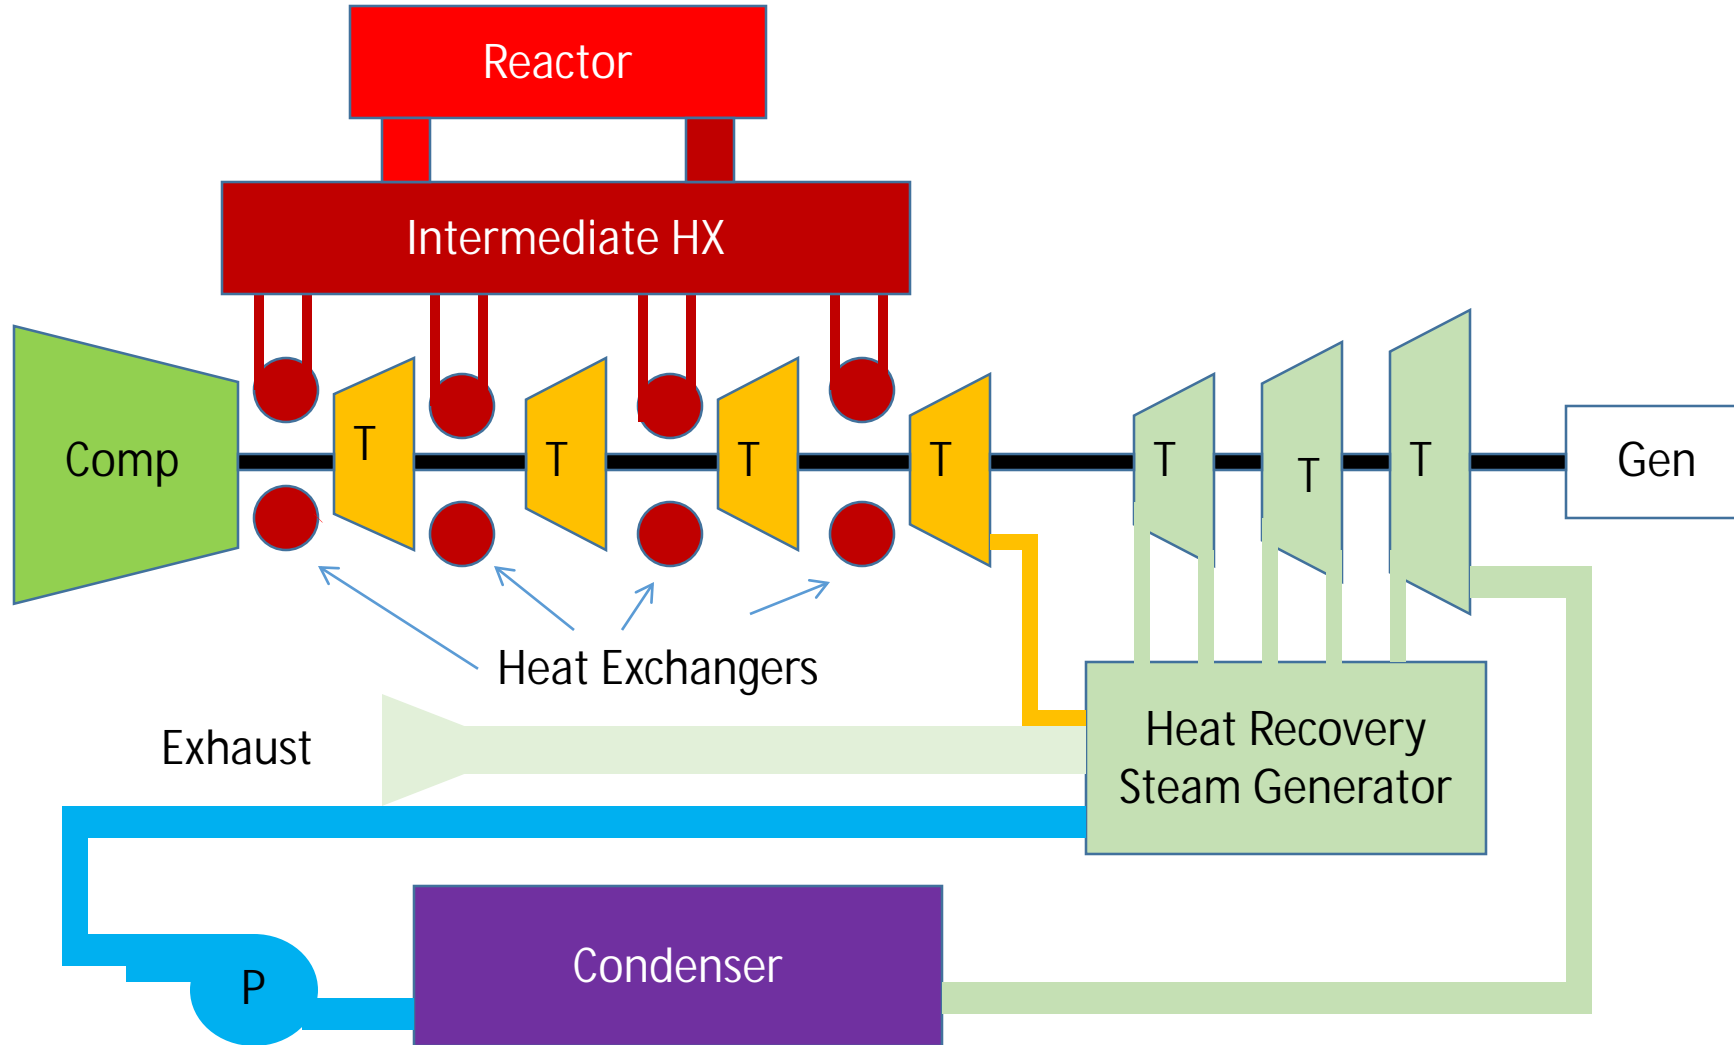 Reactor
Intermediate HX
Comp
T
T
T
T
T
T
T
Gen
Heat Exchangers
Exhaust
Heat Recovery
Steam Generator
Condenser
P